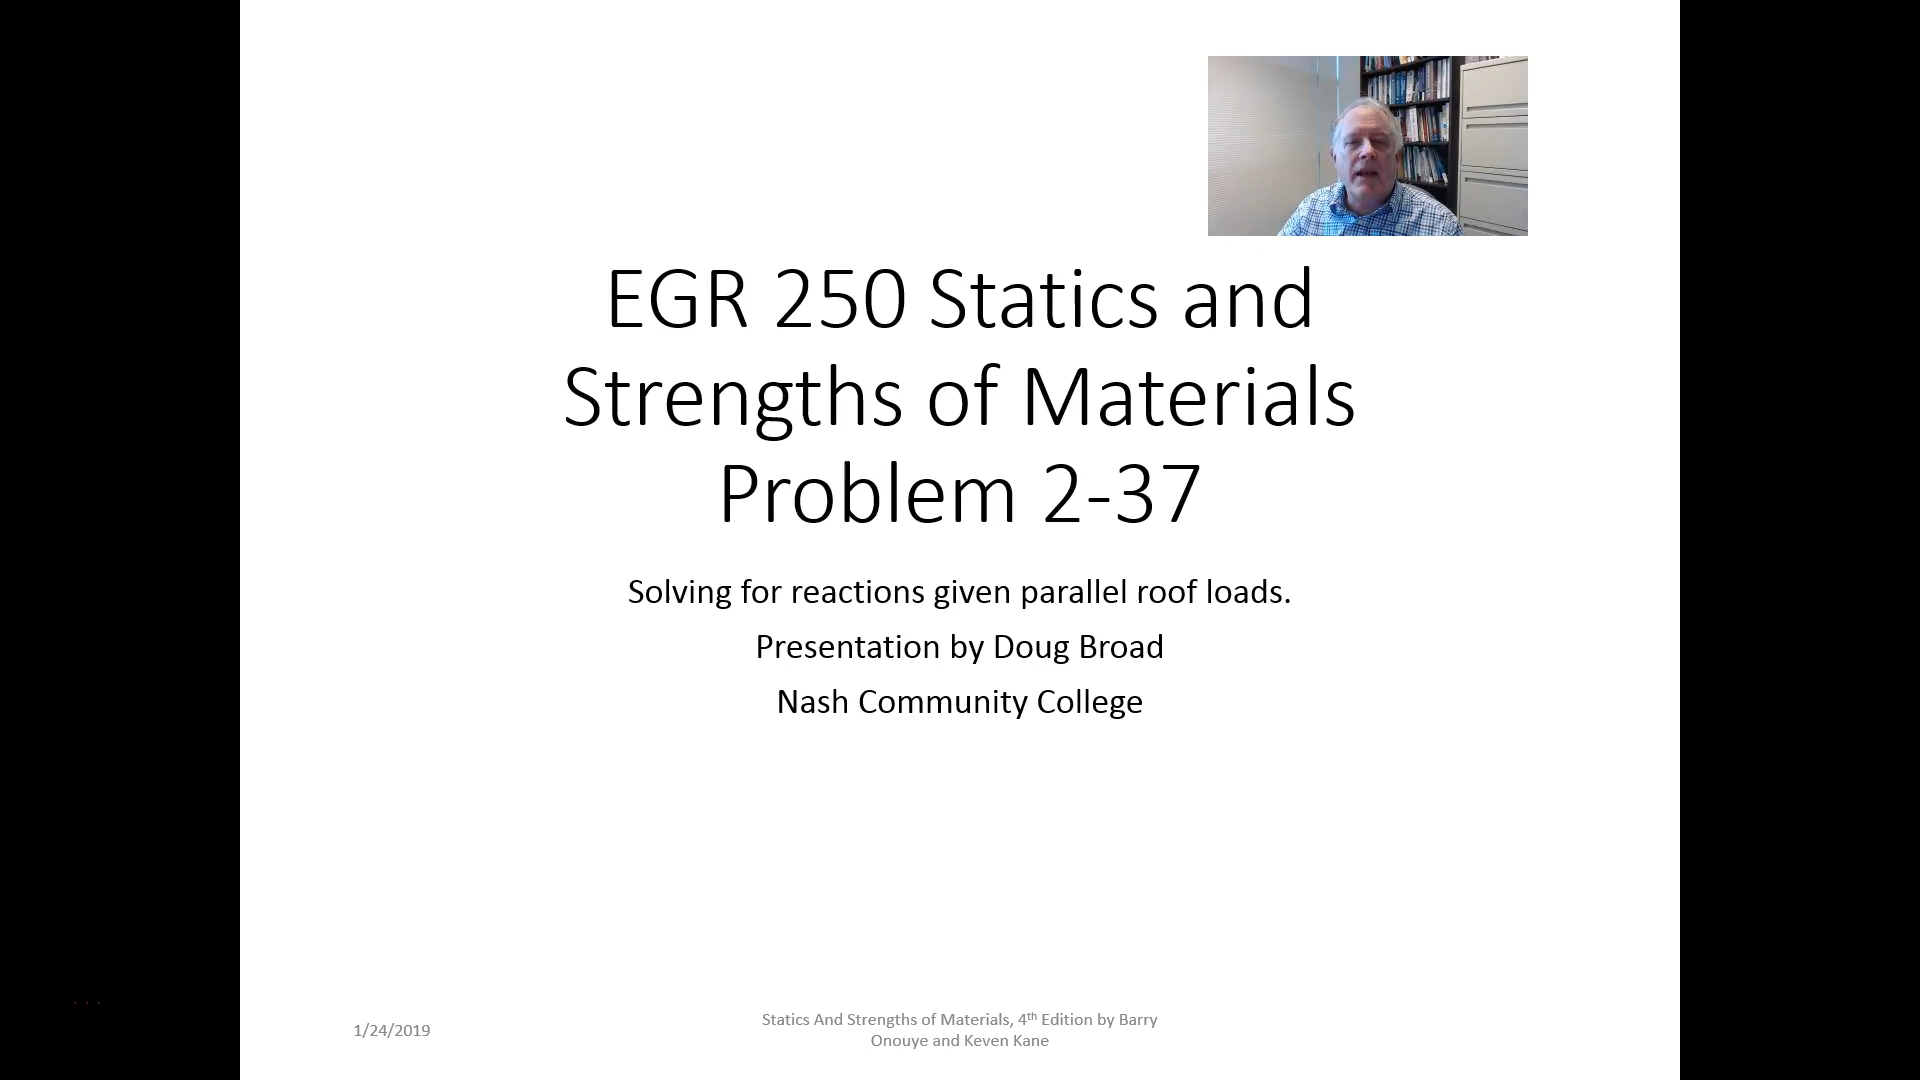 EGR 250 Statics and
Strengths of Materials
Problem 2-37
Solving for reactions given parallel roof loads.
Presentation by Doug Broad
Nash Community College
1/24/2019
Statics And Strengths of Materials, 4th Edition by Barry
Onouye and Keven Kane